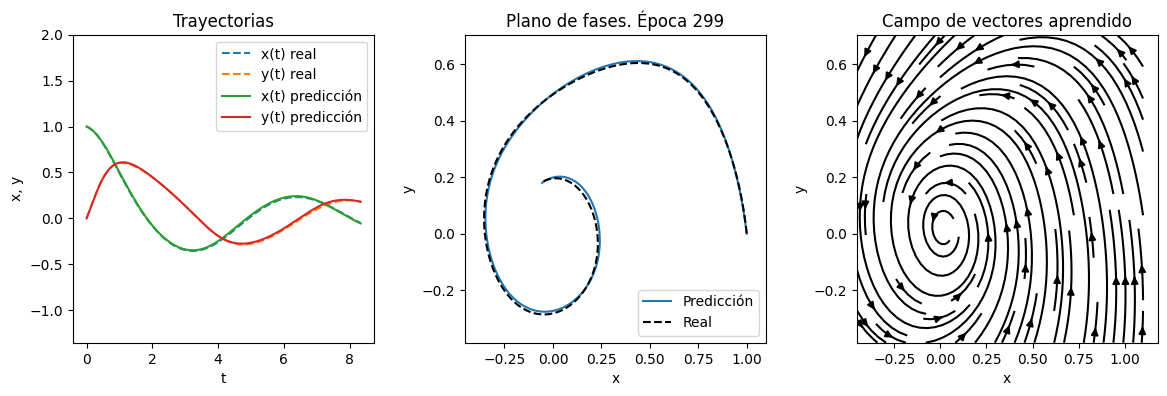 Trayectorias
2.0
1.5
1.0
0.5
0.0
−0.5
−1.0
x, y
0
2
4
6
8
t
x(t) real
y(t) real
x(t) predicción
y(t) predicción
Plano de fases. Época 299
0.6
0.4
0.2
0.0
−0.2
y
−0.25
0.00
0.25
0.50
0.75
1.00
x
Predicción
Real
Campo de vectores aprendido
0.6
0.4
0.2
0.0
−0.2
y
−0.25
0.00
0.25
0.50
0.75
1.00
x